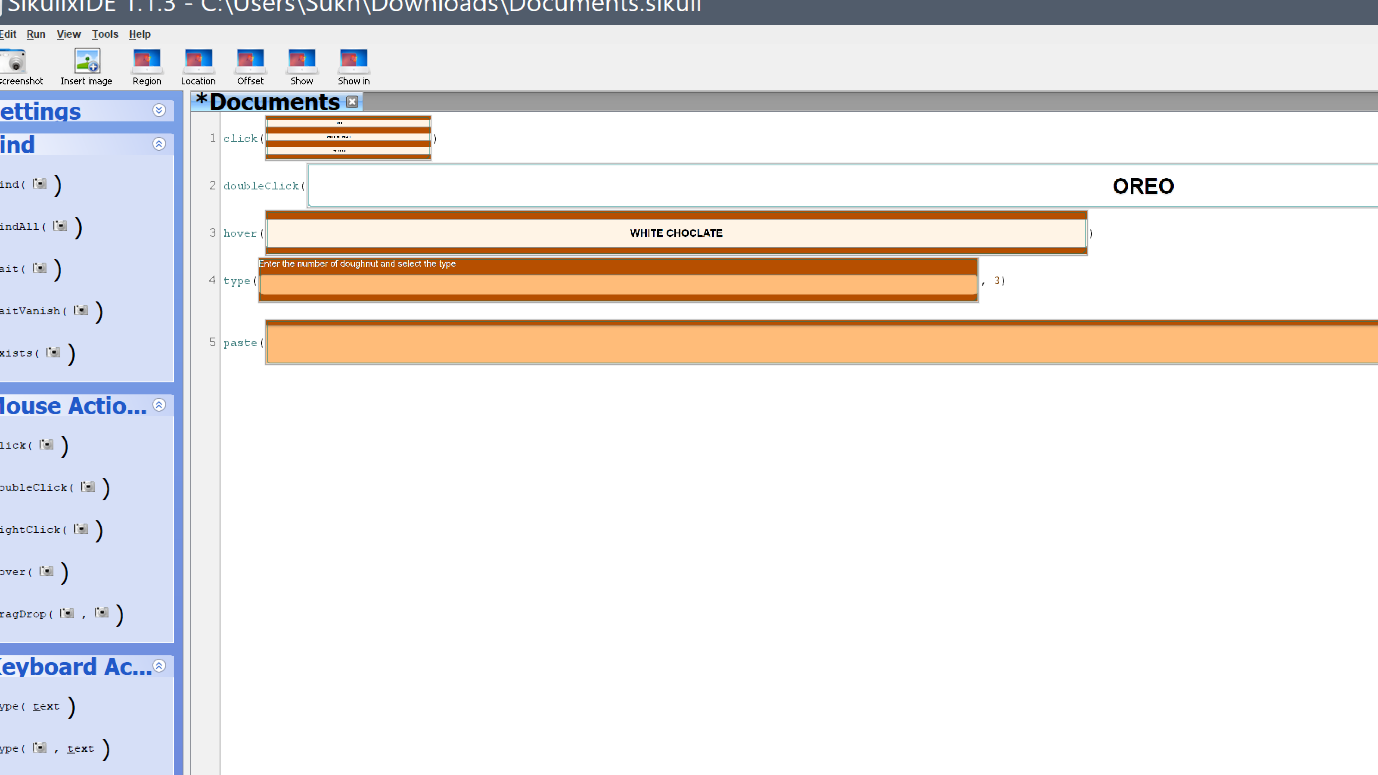 SikulixIDE 1.1.3 - C:\Users\Sukh\Downloads\Documents.sikuli
Edit Run View Tools Help
screenshot Insert image Region Location Offset Show Show in
ettings
*Documents
1 click( )
ind
2 doubleClick( OREO
ind( )
indAll( )
3 hover( WHITE CHOCLATE )
Enter the number of doughnut and select the type
ait( )
4 type( , 3)
aitVanish( )
5 paste(
xists( )
Mouse Actio...
lick( )
oubleClick( )
ightClick( )
over( )
ragDrop( , )
Keyboard Ac...
ype( text )
ype( , text )